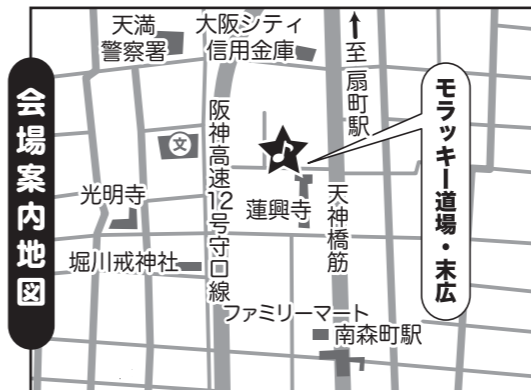 会場案内地図
天満
警察署
大阪シティ
信用金庫
至 扇町駅
モラッキー道場・末広
文
阪神高速12号守口線
光明寺
蓮興寺
天神橋筋
堀川戎神社
ファミリーマート
南森町駅